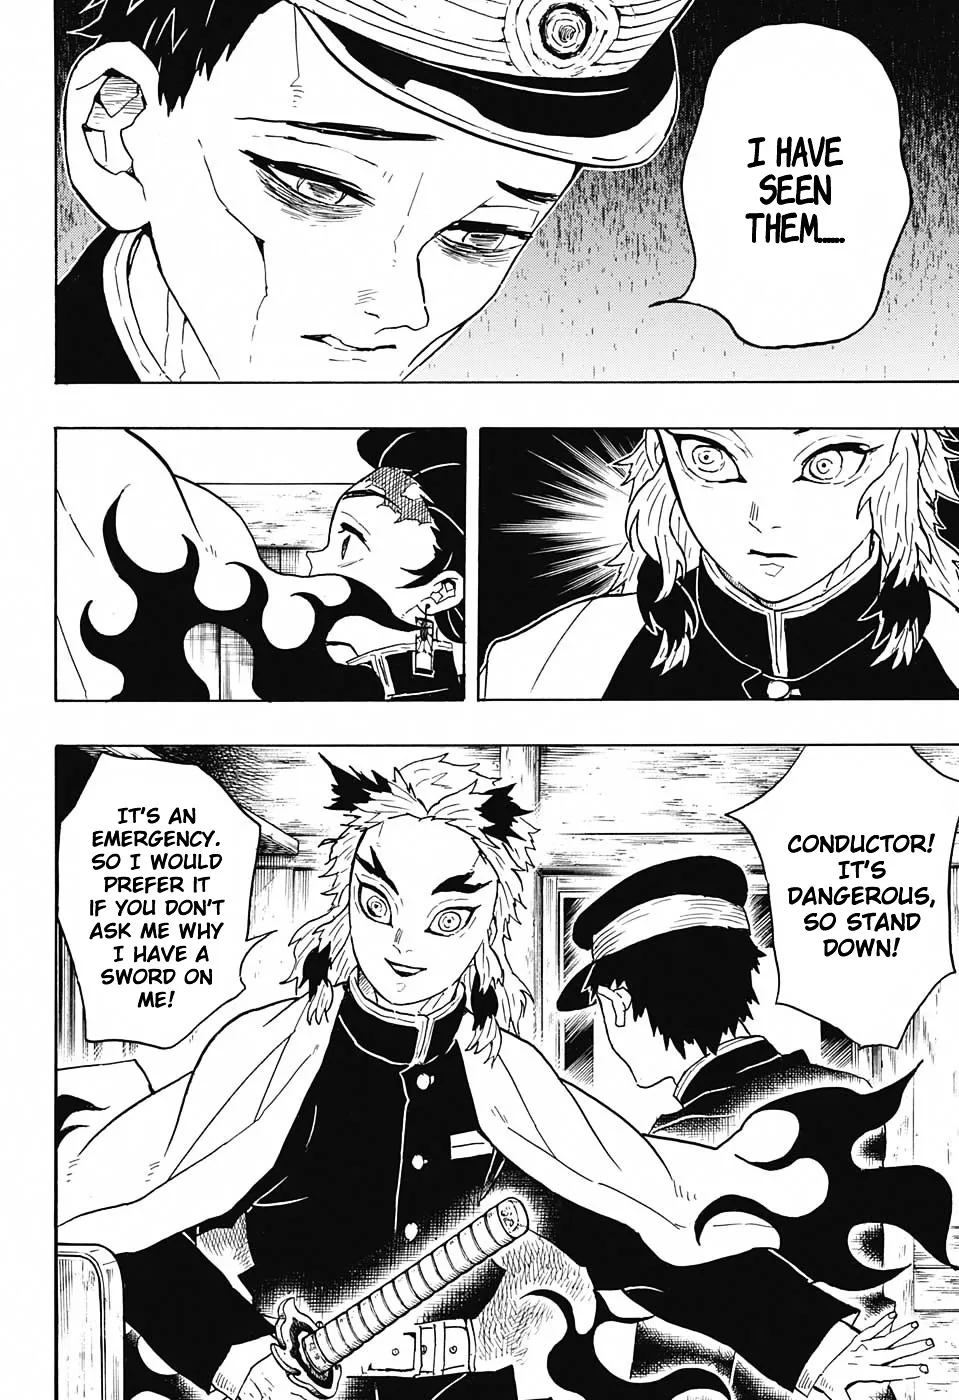 I HAVE
SEEN
THEM......
CONDUCTOR!
IT'S
DANGEROUS,
SO STAND
DOWN!
IT'S AN
EMERGENCY.
SO I WOULD
PREFER IT
IF YOU DON'T
ASK ME WHY
I HAVE A
SWORD ON
ME!